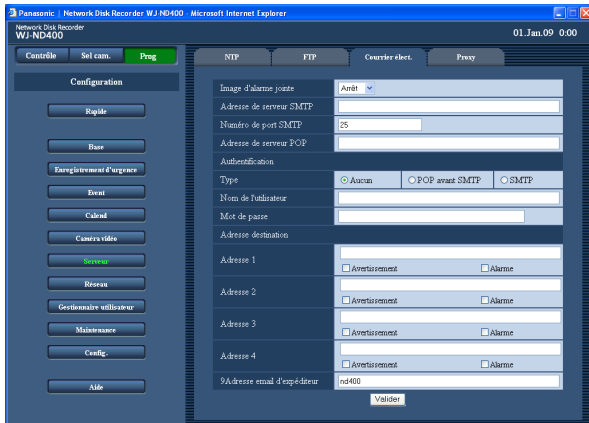 Panasonic | Network Disk Recorder WJ-ND400 - Microsoft Internet Explorer
Network Disk Recorder
WJ-ND400
01.Jan.09 0:00
Contrôle Sel cam. Prog
NTP FTP Courrier élect. Proxy
Configuration
Rapide
Base
Enregistrement d'urgence
Event
Calend
Caméra vidéo
Serveur
Réseau
Gestionnaire utilisateur
Maintenance
Config.
Aide
Image d'alarme jointe Arrêt
Adresse de serveur SMTP
Numéro de port SMTP 25
Adresse de serveur POP
Authentification
Type Aucun POP avant SMTP SMTP
Nom de l'utilisateur
Mot de passe
Adresse destination
Adresse 1
Avertissement Alarme
Adresse 2
Avertissement Alarme
Adresse 3
Avertissement Alarme
Adresse 4
Avertissement Alarme
9Adresse email d'expéditeur nd400
Valider